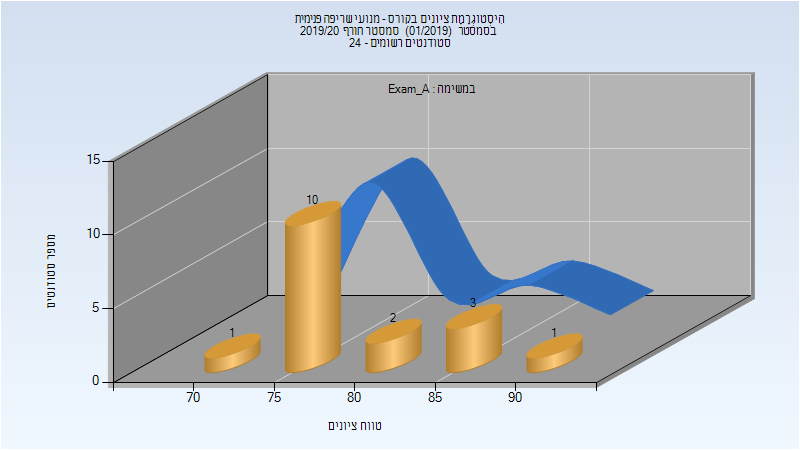 היסטוגרמת ציונים בקורס - מנועי שריפה פנימית
בסמסטר (01/2019) סמסטר חורף 2019/20
סטודנטים רשומים - 24
במשימה : Exam_A
15
10
5
0
מספר סטודנטים
1
10
2
3
1
70
75
80
85
90
טווח ציונים